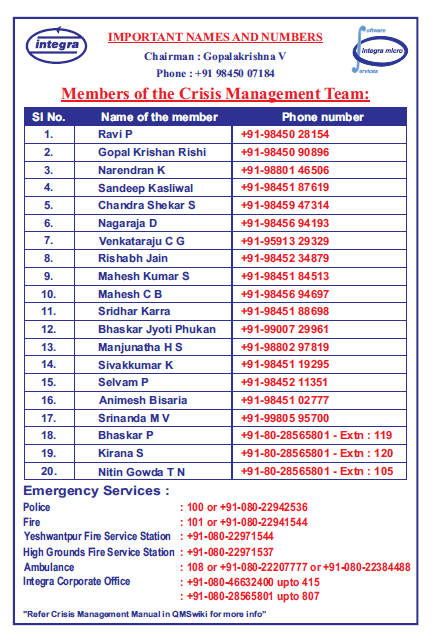 integra
IMPORTANT NAMES AND NUMBERS
Chairman : Gopalakrishna V
Phone : +91 98450 07184
Software
Integra micro
Services
Members of the Crisis Management Team:
SI No. Name of the member Phone number
1. Ravi P +91-98450 28154
2. Gopal Krishan Rishi +91-98450 90896
3. Narendran K +91-98801 46506
4. Sandeep Kasliwal +91-98451 87619
5. Chandra Shekar S +91-98459 47314
6. Nagaraja D +91-98456 94193
7. Venkataraju C G +91-95913 29329
8. Rishabh Jain +91-98452 34879
9. Mahesh Kumar S +91-98451 84513
10. Mahesh C B +91-98456 94697
11. Sridhar Karra +91-98451 88698
12. Bhaskar Jyoti Phukan +91-99007 29961
13. Manjunatha H S +91-98802 97819
14. Sivakkumar K +91-98451 19295
15. Selvam P +91-98452 11351
16. Animesh Bisaria +91-98451 02777
17. Srinanda M V +91-99805 95700
18. Bhaskar P +91-80-28565801 - Extn : 119
19. Kirana S +91-80-28565801 - Extn : 120
20. Nitin Gowda T N +91-80-28565801 - Extn : 105
Emergency Services :
Police : 100 or +91-080-22942536
Fire : 101 or +91-080-22941544
Yeshwantpur Fire Service Station : +91-080-22971544
High Grounds Fire Service Station : +91-080-22971537
Ambulance : 108 or +91-080-22207777 or +91-080-22384488
Integra Corporate Office : +91-080-46632400 upto 415
: +91-080-28565801 upto 807
"Refer Crisis Management Manual in QMSwiki for more info"